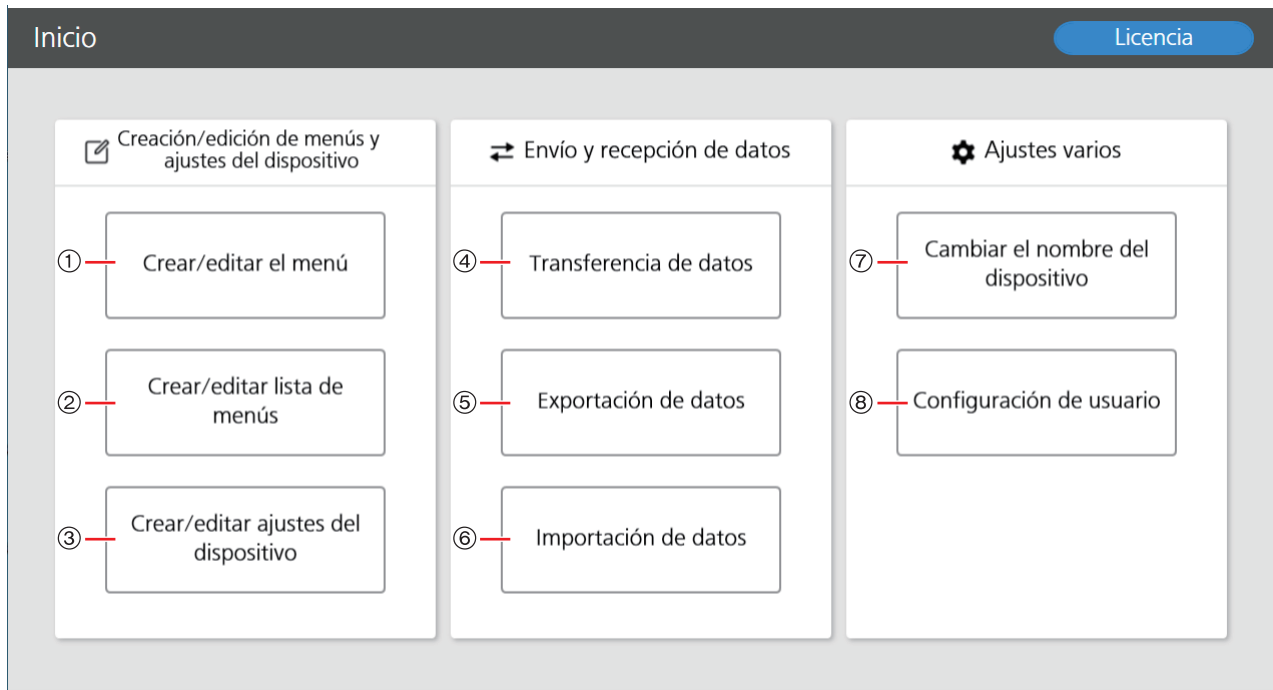 Inicio
Licencia
Creación/edición de menús y
ajustes del dispositivo
① Crear/editar el menú
② Crear/editar lista de
menús
③ Crear/editar ajustes del
dispositivo
Envío y recepción de datos
④ Transferencia de datos
⑤ Exportación de datos
⑥ Importación de datos
Ajustes varios
⑦ Cambiar el nombre del
dispositivo
⑧ Configuración de usuario